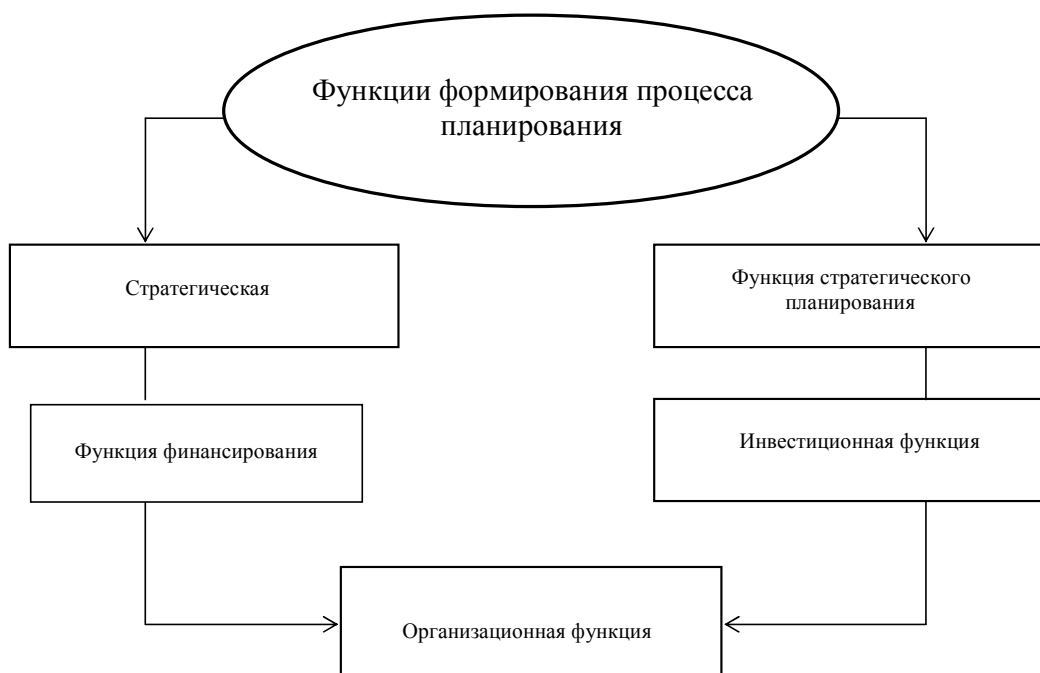 Функции формирования процесса
планирования
Стратегическая
Функция стратегического
планирования
Функция финансирования
Инвестиционная функция
Организационная функция